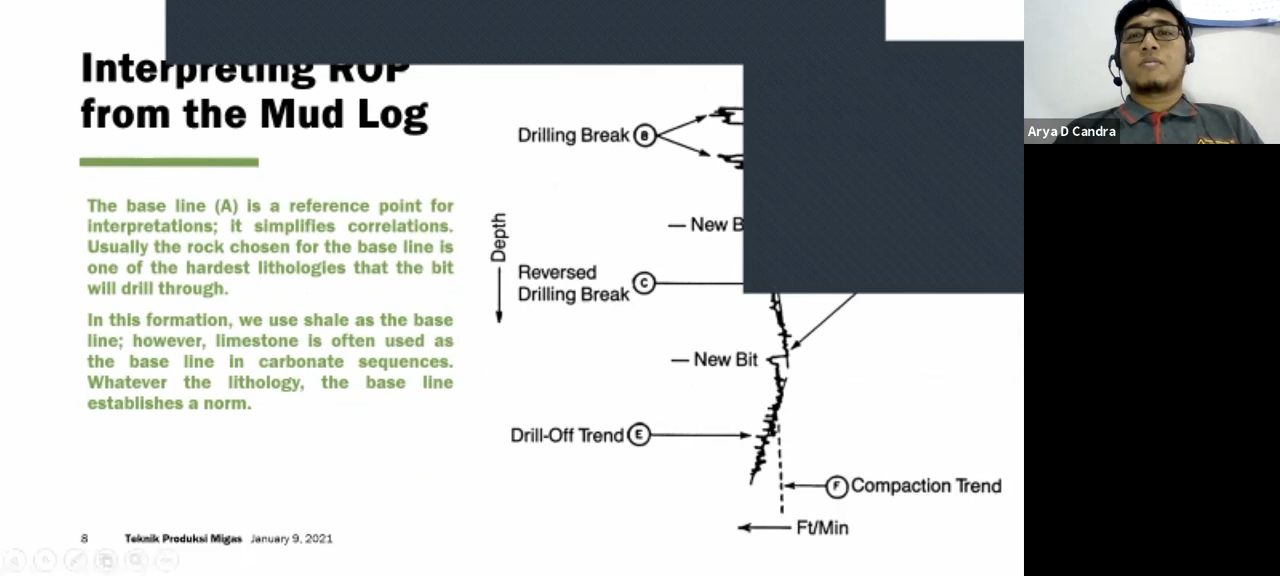 Interpreting ROP
from the Mud Log
The base line (A) is a reference point for
interpretations; it simplifies correlations.
Usually the rock chosen for the base line is
one of the hardest lithologies that the bit
will drill through.
In this formation, we use shale as the base
line; however, limestone is often used as
the base line in carbonate sequences.
Whatever the lithology, the base line
establishes a norm.
Drilling Break B
New B
Depth
Reversed
Drilling Break C
New Bit
Drill-Off Trend E
F Compaction Trend
Ft/Min
8 Teknik Produksi Migas January 9, 2021
Arya D Candra